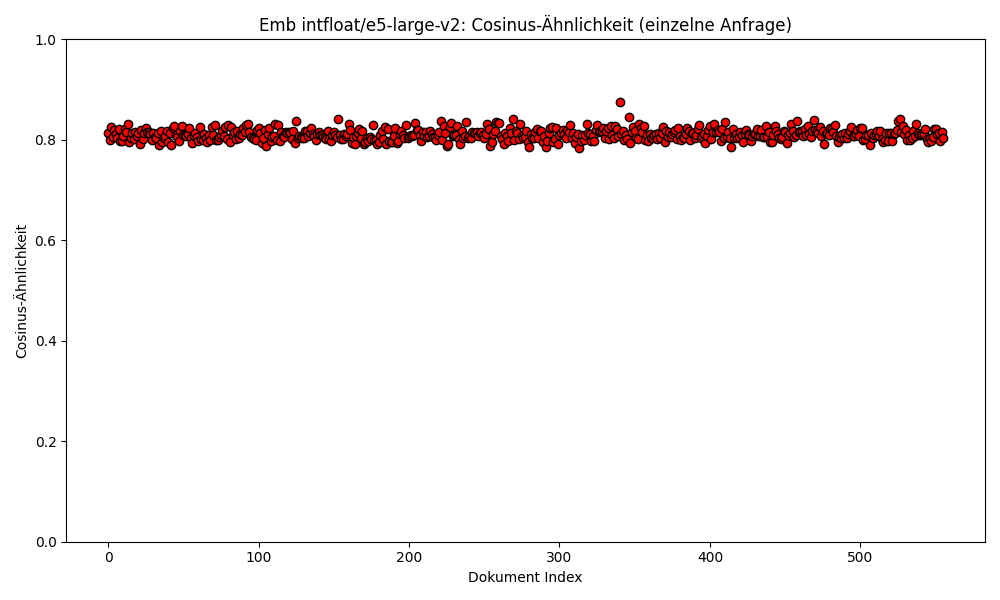 Emb intfloat/e5-large-v2: Cosinus-Ähnlichkeit (einzelne Anfrage)
1.0
0.8
0.6
0.4
0.2
0.0
Cosinus-Ähnlichkeit
0 100 200 300 400 500
Dokument Index